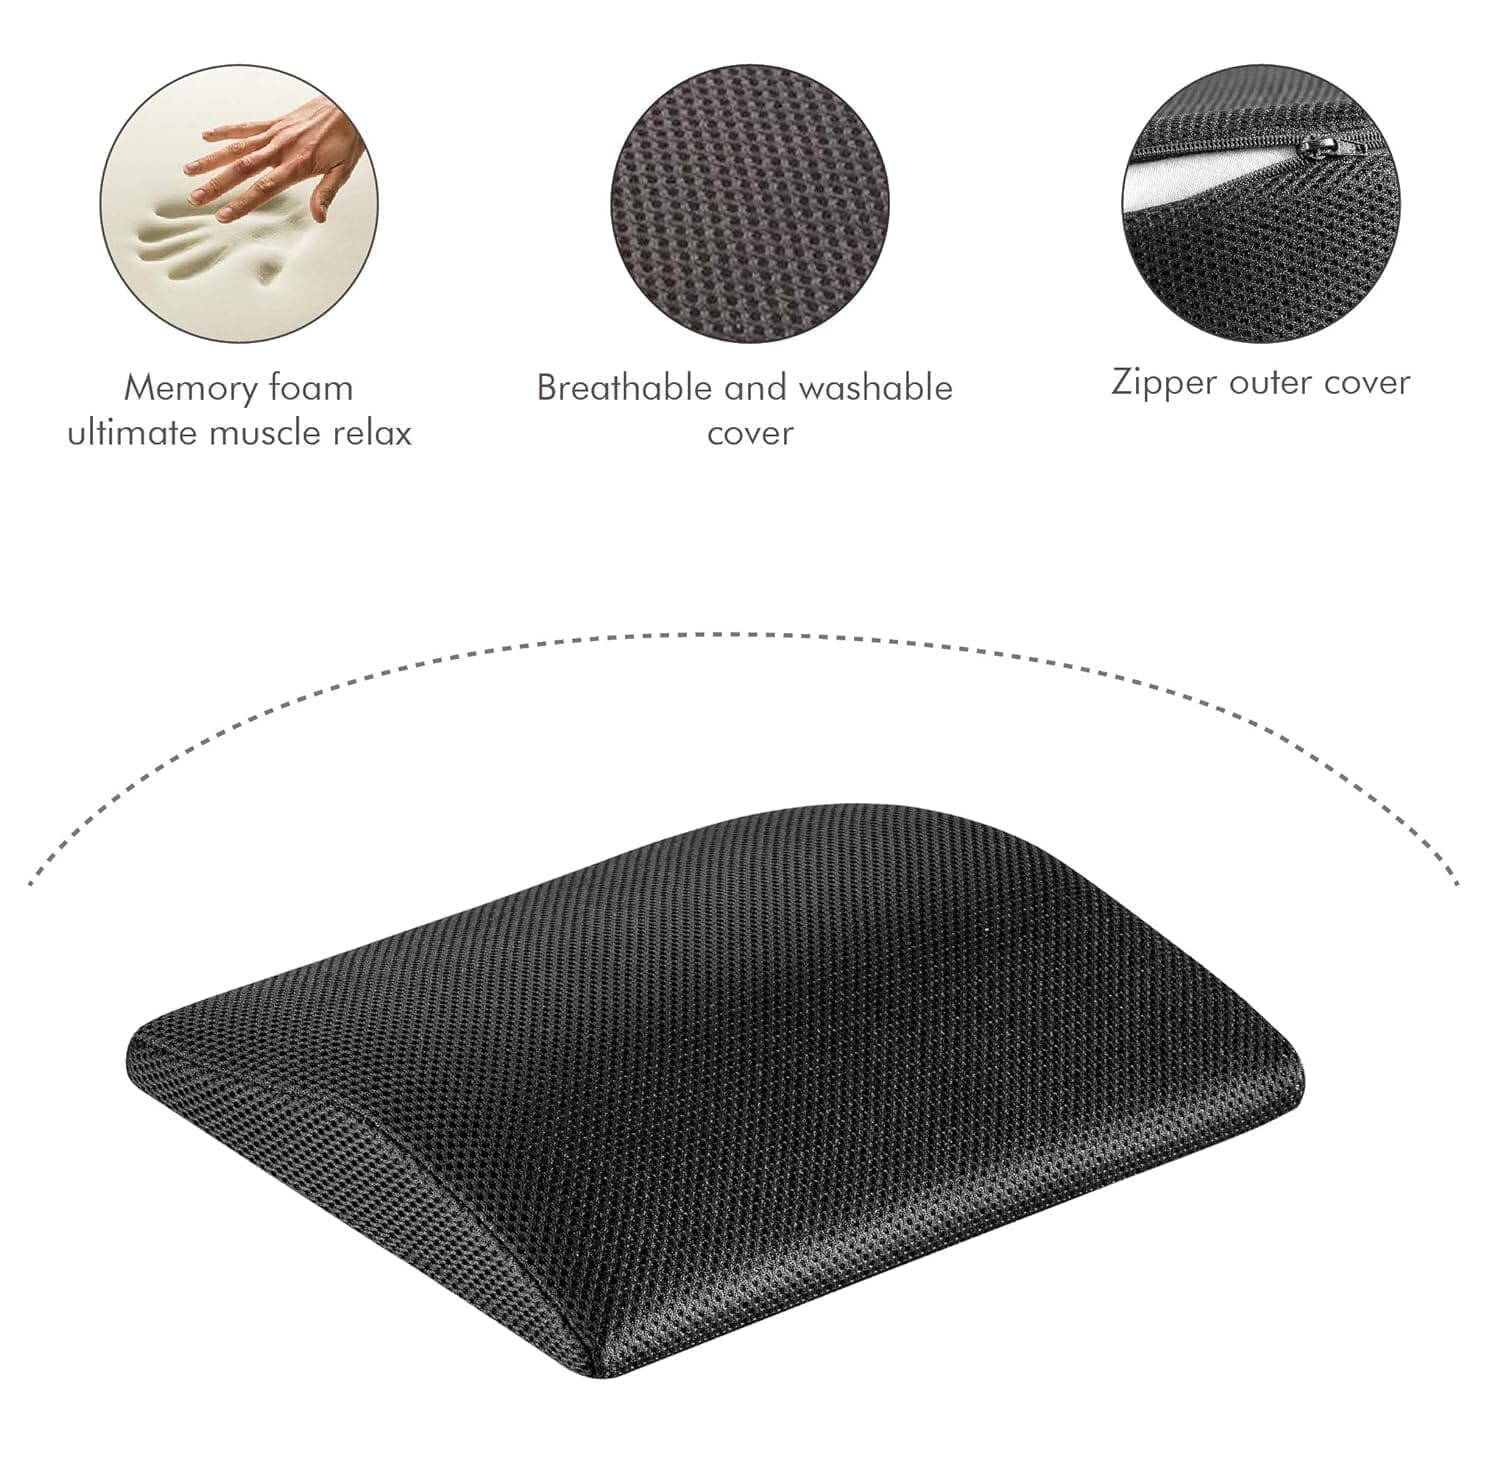 Memory foam
ultimate muscle relax
Breathable and washable
cover
Zipper outer cover